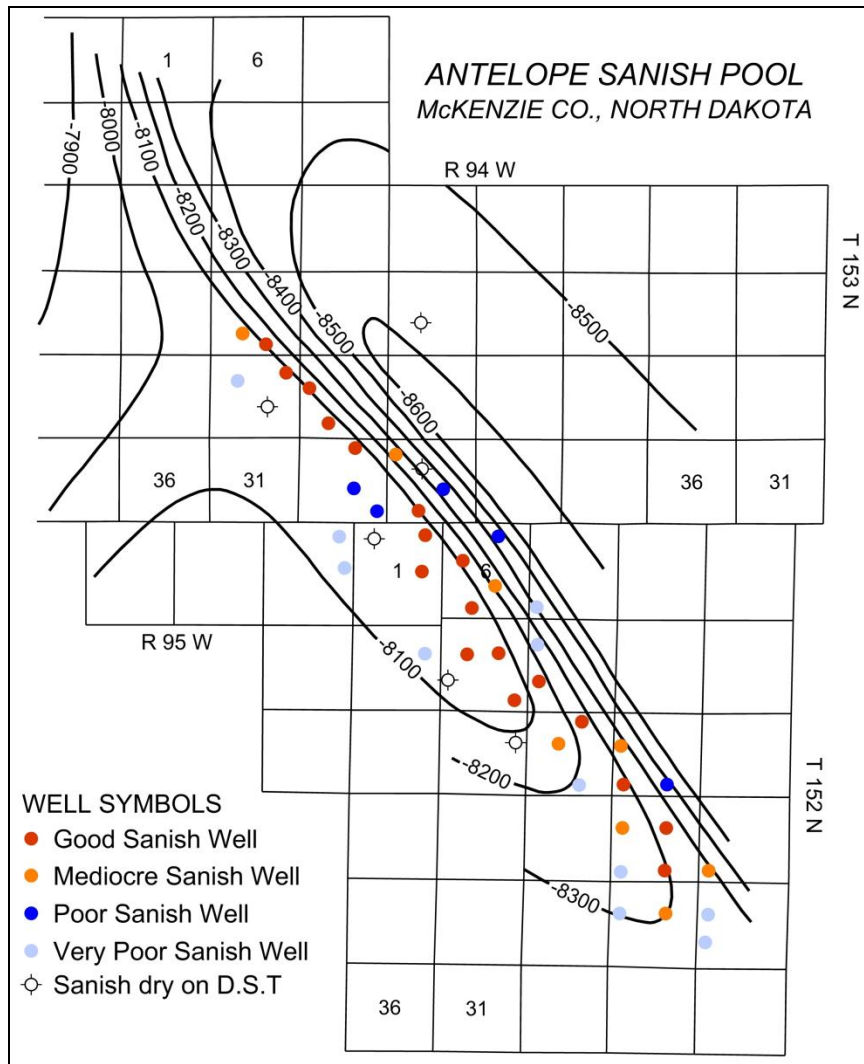 1
6
ANTELOPE SANISH POOL
McKENZIE CO., NORTH DAKOTA
-7900
-8000
-8100
-8200
-8300
-8400
-8500
-8600
R 94 W
-8500
T 153 N
36
31
36
31
1
6
R 95 W
-8100
-8200
-8300
T 152 N
WELL SYMBOLS
Good Sanish Well
Mediocre Sanish Well
Poor Sanish Well
Very Poor Sanish Well
Sanish dry on D.S.T
36
31